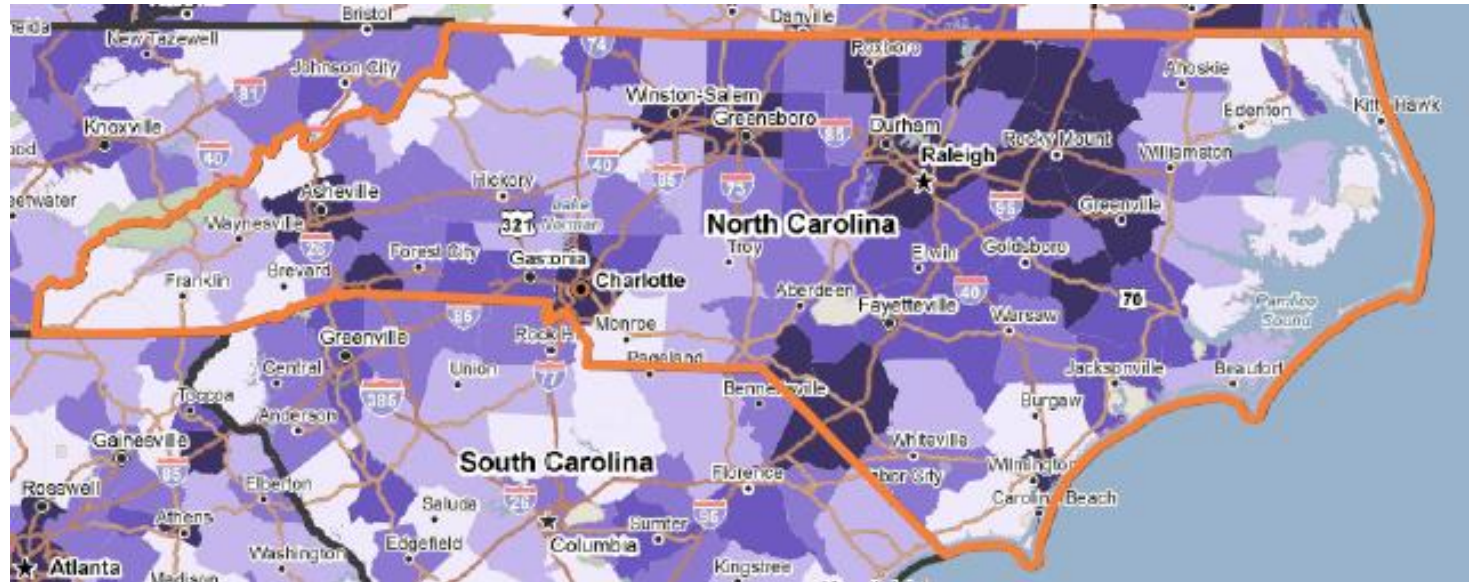 Bristol
Danville
New Tazewell
Johnson City
74
Roxboro
Ahoskie
81
Winston-Salem
Greensboro
Durham
Edenton
Kitty Hawk
Knoxville
40
85
Raleigh
Rocky Mount
Williamston
Asheville
Hickory
40
85
73
95
Greenville
Waynesville
321
North Carolina
26
Forest City
Gastonia
Troy
Erwin
Goldsboro
Franklin
Brevard
Charlotte
Aberdeen
Fayetteville
40
70
Pamlico
Sound
85
Warsaw
Greenville
Rock H
Monroe
Central
Union
77
Pageland
Jacksonville
Beaufort
Toccoa
385
Bennettsville
Burgaw
Anderson
Gainesville
Whiteville
85
South Carolina
Florence
Wilmington
Rosswell
Elberton
Saluda
26
Carolina Beach
Athens
Sumter
95
Washington
Edgefield
Columbia
Atlanta
Madison
Kingstree